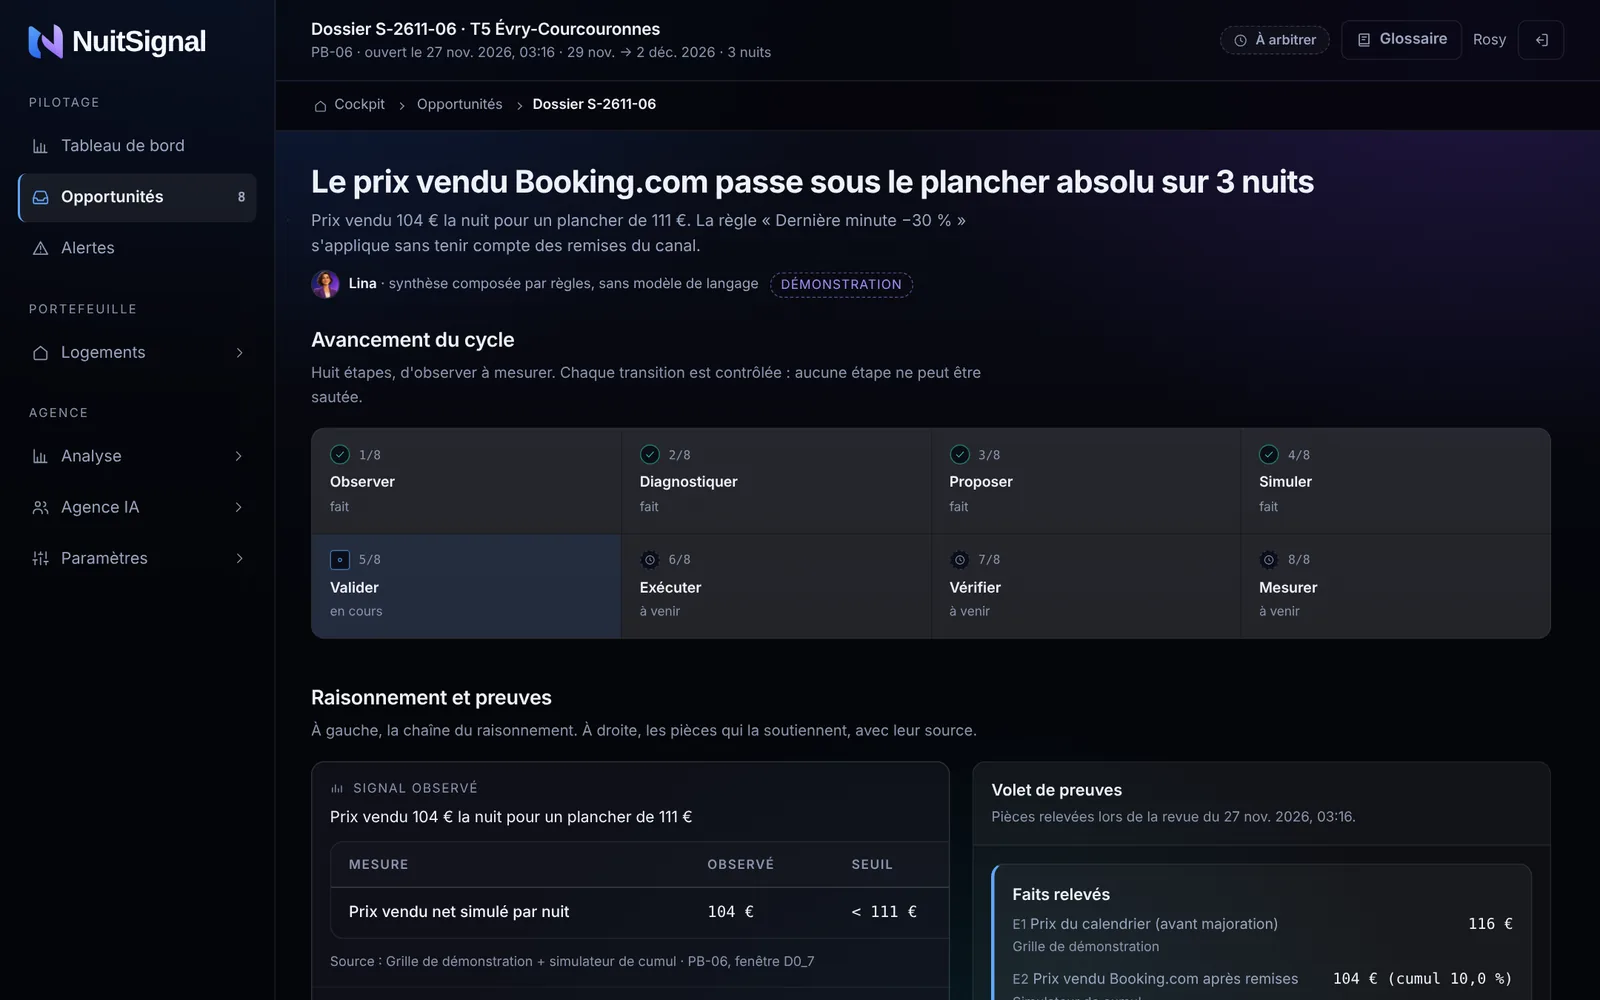 NuitSignal
PILOTAGE
Tableau de bord
Opportunités 8
Alertes
PORTEFEUILLE
Logements
AGENCE
Analyse
Agence IA
Paramètres
Dossier S-2611-06 · T5 Évry-Courcouronnes
PB-06 · ouvert le 27 nov. 2026, 03:16 · 29 nov. → 2 déc. 2026 · 3 nuits
À arbitrer
Glossaire
Rosy
Cockpit > Opportunités > Dossier S-2611-06
Le prix vendu Booking.com passe sous le plancher absolu sur 3 nuits
Prix vendu 104 € la nuit pour un plancher de 111 €. La règle « Dernière minute −30 % »
s'applique sans tenir compte des remises du canal.
Lina · synthèse composée par règles, sans modèle de langage DÉMONSTRATION
Avancement du cycle
Huit étapes, d'observer à mesurer. Chaque transition est contrôlée : aucune étape ne peut être
sautée.
1/8
Observer
fait
2/8
Diagnostiquer
fait
3/8
Proposer
fait
4/8
Simuler
fait
5/8
Valider
en cours
6/8
Exécuter
à venir
7/8
Vérifier
à venir
8/8
Mesurer
à venir
Raisonnement et preuves
À gauche, la chaîne du raisonnement. À droite, les pièces qui la soutiennent, avec leur source.
SIGNAL OBSERVÉ
Prix vendu 104 € la nuit pour un plancher de 111 €
MESURE OBSERVÉ SEUIL
Prix vendu net simulé par nuit 104 € < 111 €
Source : Grille de démonstration + simulateur de cumul · PB-06, fenêtre D0_7
Volet de preuves
Pièces relevées lors de la revue du 27 nov. 2026, 03:16.
Faits relevés
E1 Prix du calendrier (avant majoration) 116 €
Grille de démonstration
E2 Prix vendu Booking.com après remises 104 € (cumul 10,0 %)
Simulateur de cumul